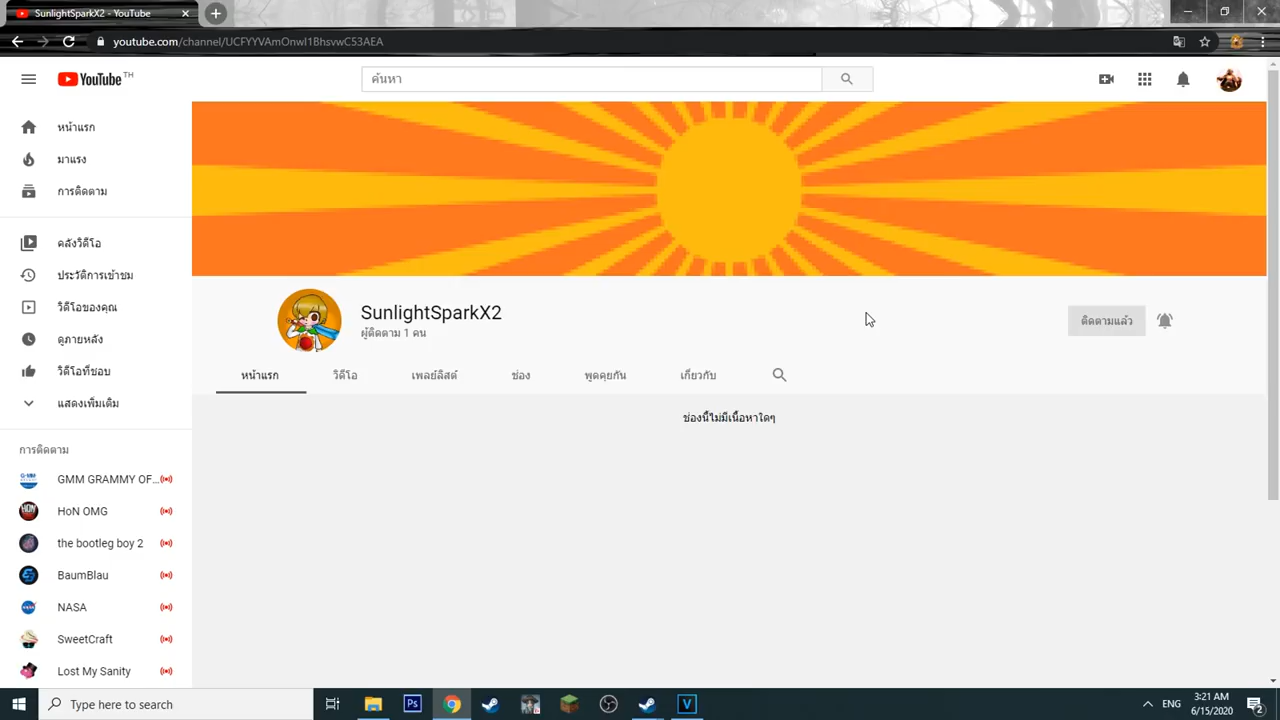 SunlightSparkX2 - YouTube
youtube.com/channel/UCFYYVAmOnwI1BhsvwC53AEA
YouTube TH
ค้นหา
หน้าแรก
มาแรง
การติดตาม
คลังวิดีโอ
ประวัติการเข้าชม
วิดีโอของคุณ
ดูภายหลัง
วิดีโอที่ชอบ
แสดงเพิ่มเติม
การติดตาม
GMM GRAMMY OF...
HoN OMG
the bootleg boy 2
BaumBlau
NASA
SweetCraft
Lost My Sanity
SunlightSparkX2
ผู้ติดตาม 1 คน
ติดตามแล้ว
หน้าแรก วิดีโอ เพลย์ลิสต์ ช่อง พูดคุยกัน เกี่ยวกับ
ช่องนี้ไม่มีเนื้อหาใดๆ
Type here to search
Ps
V
ENG
3:21 AM
6/15/2020
2